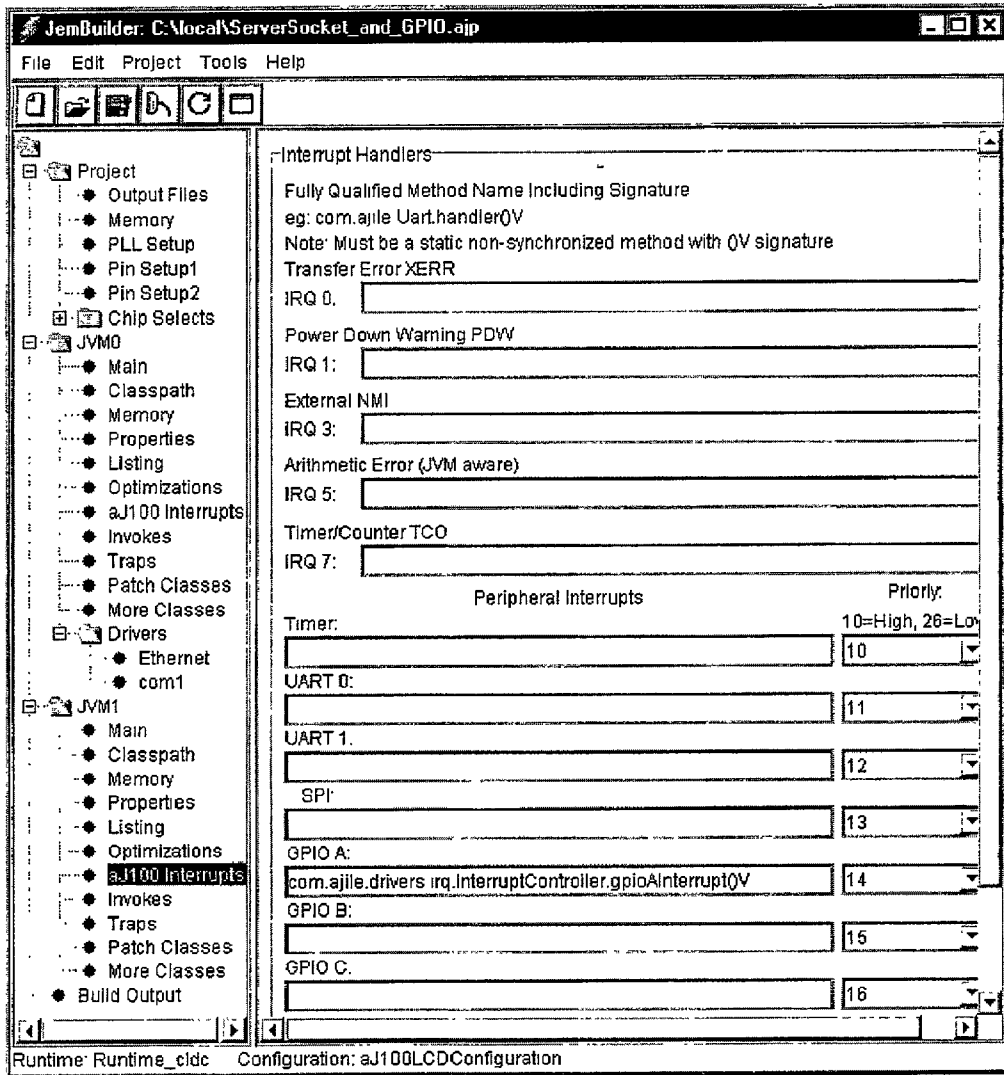 JemBuilder: C:\local\ServerSocket_and_GPIO.ajp
File Edit Project Tools Help
Project
Output Files
Memory
PLL Setup
Pin Setup1
Pin Setup2
Chip Selects
JVM0
Main
Classpath
Memory
Properties
Listing
Optimizations
aJ100 Interrupts
Invokes
Traps
Patch Classes
More Classes
Drivers
Ethernet
com1
JVM1
Main
Classpath
Memory
Properties
Listing
Optimizations
aJ100 Interrupts
Invokes
Traps
Patch Classes
More Classes
Build Output
Interrupt Handlers
Fully Qualified Method Name Including Signature
eg: com.ajile Uart.handler()V
Note: Must be a static non-synchronized method with ()V signature
Transfer Error XERR
IRQ 0.
Power Down Warning PDW
IRQ 1:
External NMI
IRQ 3:
Arithmetic Error (JVM aware)
IRQ 5:
Timer/Counter TCO
IRQ 7:
Peripheral Interrupts Priorly:
Timer: 10=High, 26=Low
10
UART 0:
11
UART 1.
12
SPI:
13
GPIO A:
com.ajile.drivers irq.InterruptController.gpioAInterrupt()V 14
GPIO B:
15
GPIO C.
16
Runtime: Runtime_cldc Configuration: aJ100LCDConfiguration